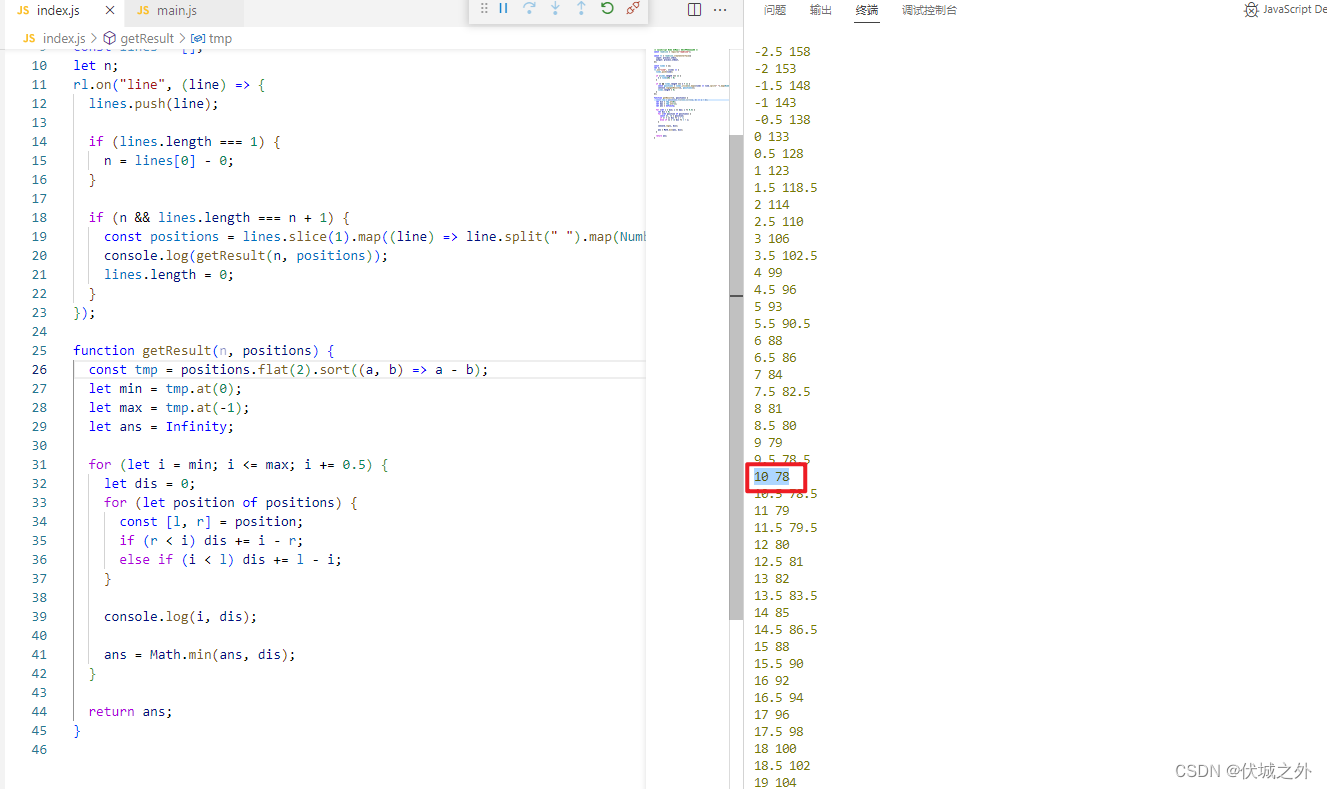 JS index.js
JS main.js
JS index.js > getResult > tmp
10 let n;
11 rl.on("line", (line) => {
12 lines.push(line);
13
14 if (lines.length === 1) {
15 n = lines[0] - 0;
16 }
17
18 if (n && lines.length === n + 1) {
19 const positions = lines.slice(1).map((line) => line.split(" ").map(Numb
20 console.log(getResult(n, positions));
21 lines.length = 0;
22 }
23 });
24
25 function getResult(n, positions) {
26 const tmp = positions.flat(2).sort((a, b) => a - b);
27 let min = tmp.at(0);
28 let max = tmp.at(-1);
29 let ans = Infinity;
30
31 for (let i = min; i <= max; i += 0.5) {
32 let dis = 0;
33 for (let position of positions) {
34 const [l, r] = position;
35 if (r < i) dis += i - r;
36 else if (i < l) dis += l - i;
37 }
38
39 console.log(i, dis);
40
41 ans = Math.min(ans, dis);
42 }
43
44 return ans;
45 }
46
问题 输出 终端 调试控制台
JavaScript De
-2.5 158
-2 153
-1.5 148
-1 143
-0.5 138
0 133
0.5 128
1 123
1.5 118.5
2 114
2.5 110
3 106
3.5 102.5
4 99
4.5 96
5 93
5.5 90.5
6 88
6.5 86
7 84
7.5 82.5
8 81
8.5 80
9 79
9.5 78.5
10 78
10.5 78.5
11 79
11.5 79.5
12 80
12.5 81
13 82
13.5 83.5
14 85
14.5 86.5
15 88
15.5 90
16 92
16.5 94
17 96
17.5 98
18 100
18.5 102
19 104
CSDN @伏城之外